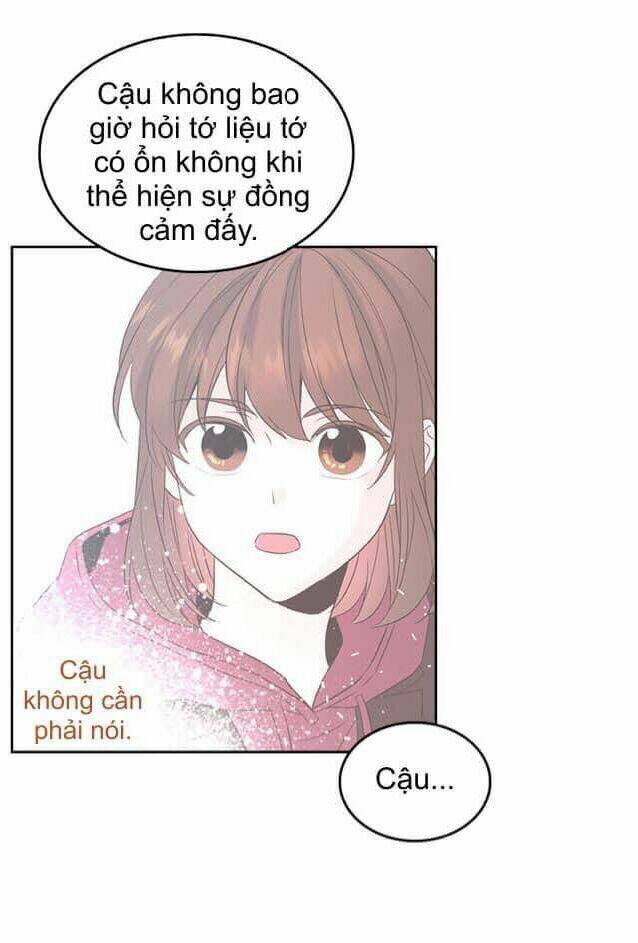 Cậu không bao
giờ hỏi tớ liệu tớ
có ổn không khi
thể hiện sự đồng
cảm đấy.
Cậu
không cần
phải nói.
Cậu...